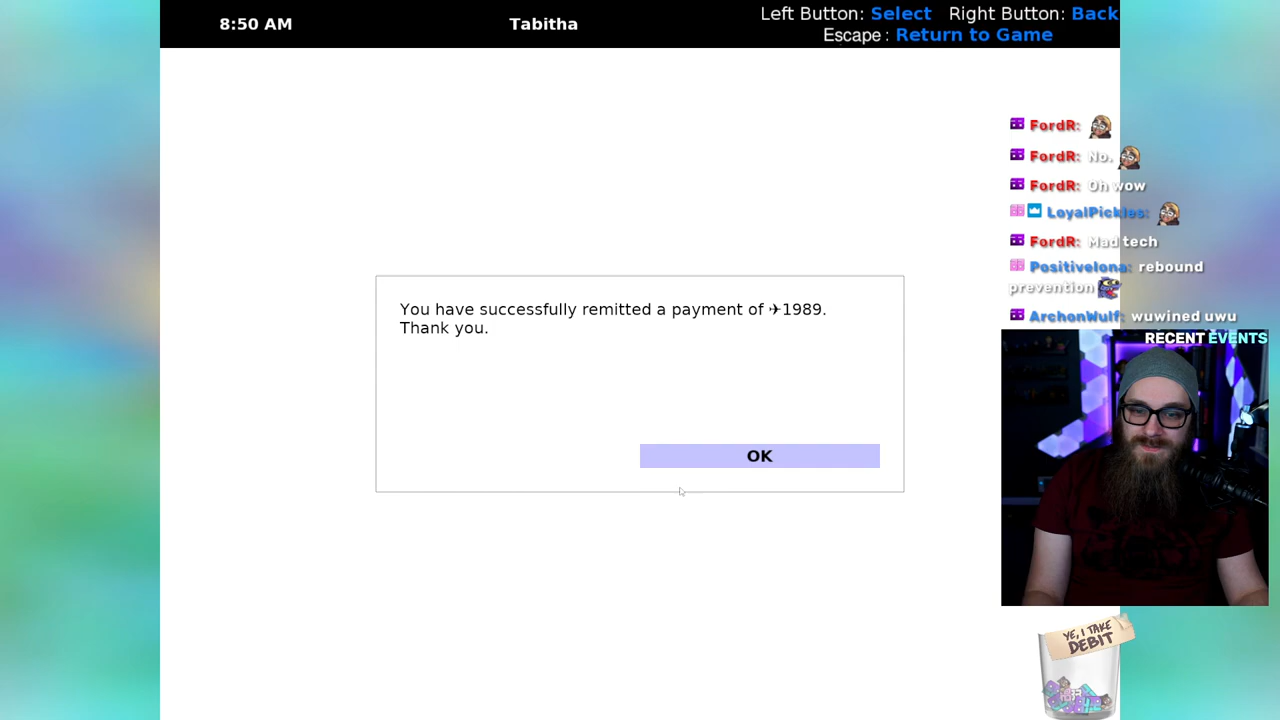 8:50 AM
Tabitha
Left Button: Select Right Button: Back
Escape : Return to Game
You have successfully remitted a payment of ✈1989.
Thank you.
OK
FordR:
FordR: No.
FordR: Oh wow
LoyalPickles:
FordR: Mad tech
PositiveIona: rebound
prevention
ArchonWulf: wuwined uwu
RECENT EVENTS
YE, I TAKE
DEBIT